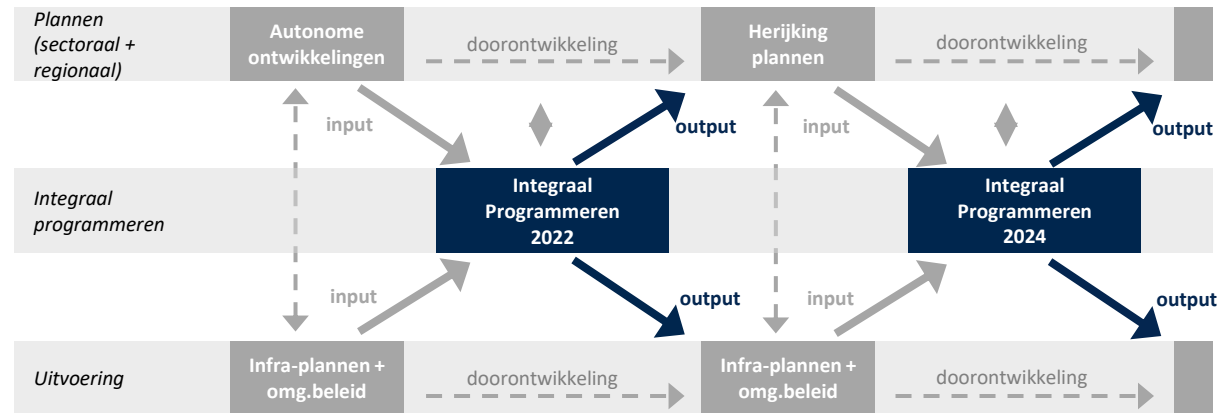 Plannen
(sectoraal +
regionaal)
Autonome
ontwikkelingen
doorontwikkeling
Herijking
plannen
doorontwikkeling
input
output
input
output
Integraal
programmeren
Integraal
Programmeren
2022
Integraal
Programmeren
2024
input
output
input
output
Uitvoering
Infra-plannen +
omg.beleid
doorontwikkeling
Infra-plannen +
omg.beleid
doorontwikkeling